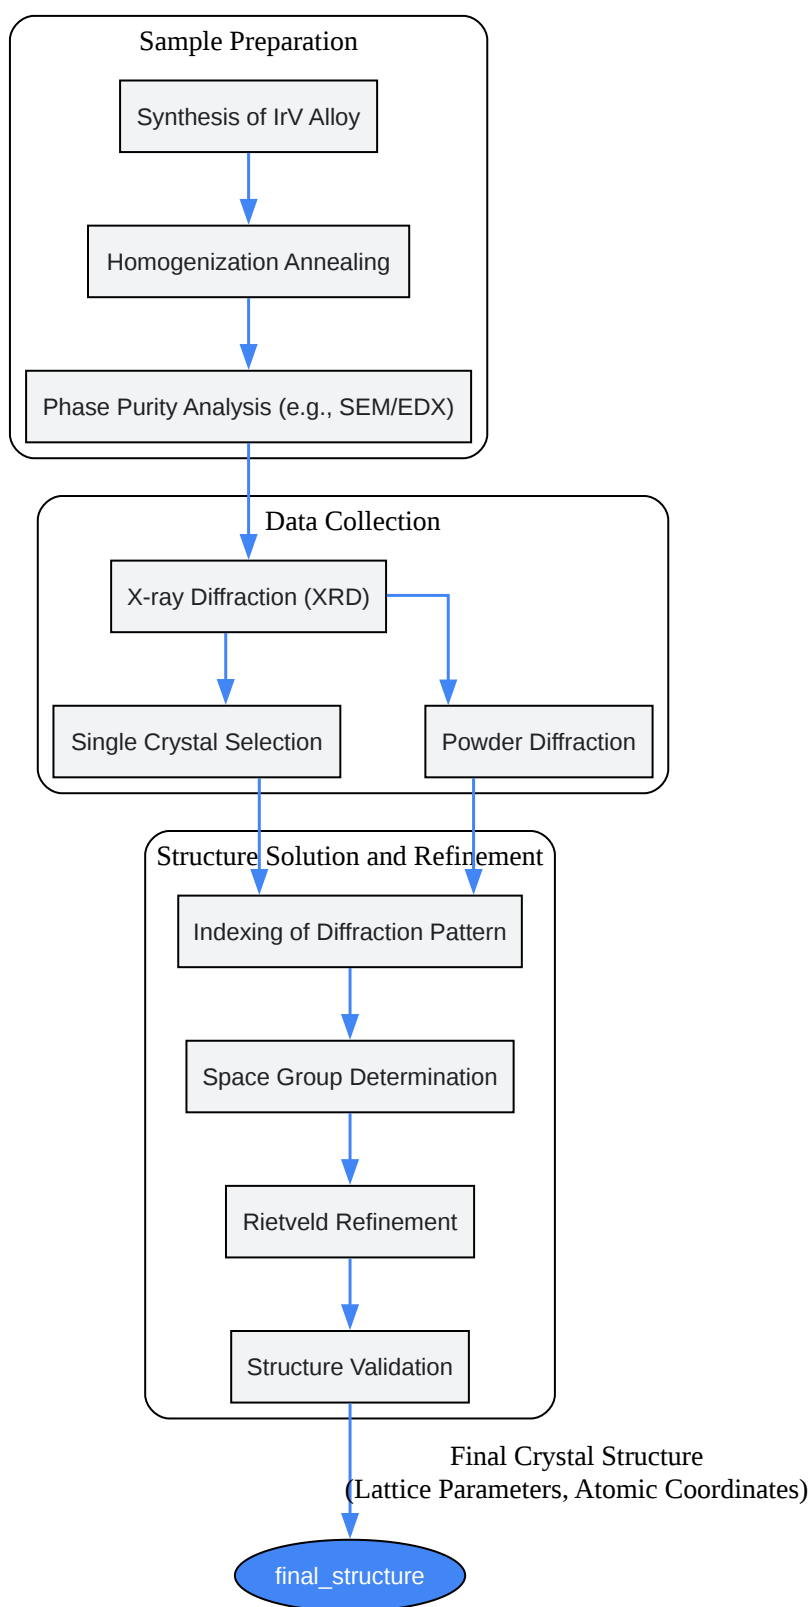 Sample Preparation
Synthesis of IrV Alloy
Homogenization Annealing
Phase Purity Analysis (e.g., SEM/EDX)
Data Collection
X-ray Diffraction (XRD)
Single Crystal Selection
Powder Diffraction
Structure Solution and Refinement
Indexing of Diffraction Pattern
Space Group Determination
Rietveld Refinement
Structure Validation
Final Crystal Structure
(Lattice Parameters, Atomic Coordinates)
final_structure